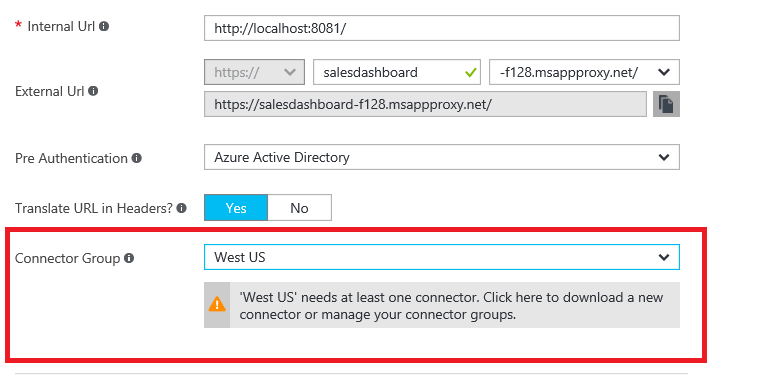 * Internal Url
http://localhost:8081/
External Url
https:// salesdashboard -f128.msappproxy.net/
https://salesdashboard-f128.msappproxy.net/
Pre Authentication
Azure Active Directory
Translate URL in Headers?
Yes No
Connector Group
West US
'West US' needs at least one connector. Click here to download a new
connector or manage your connector groups.